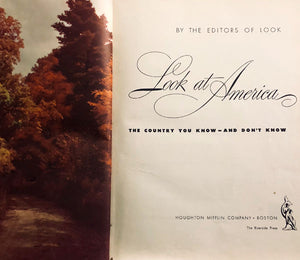 BY THE EDITORS OF LOOK
Look at America
THE COUNTRY YOU KNOW—AND DON'T KNOW
HOUGHTON MIFFLIN COMPANY • BOSTON
The Riverside Press